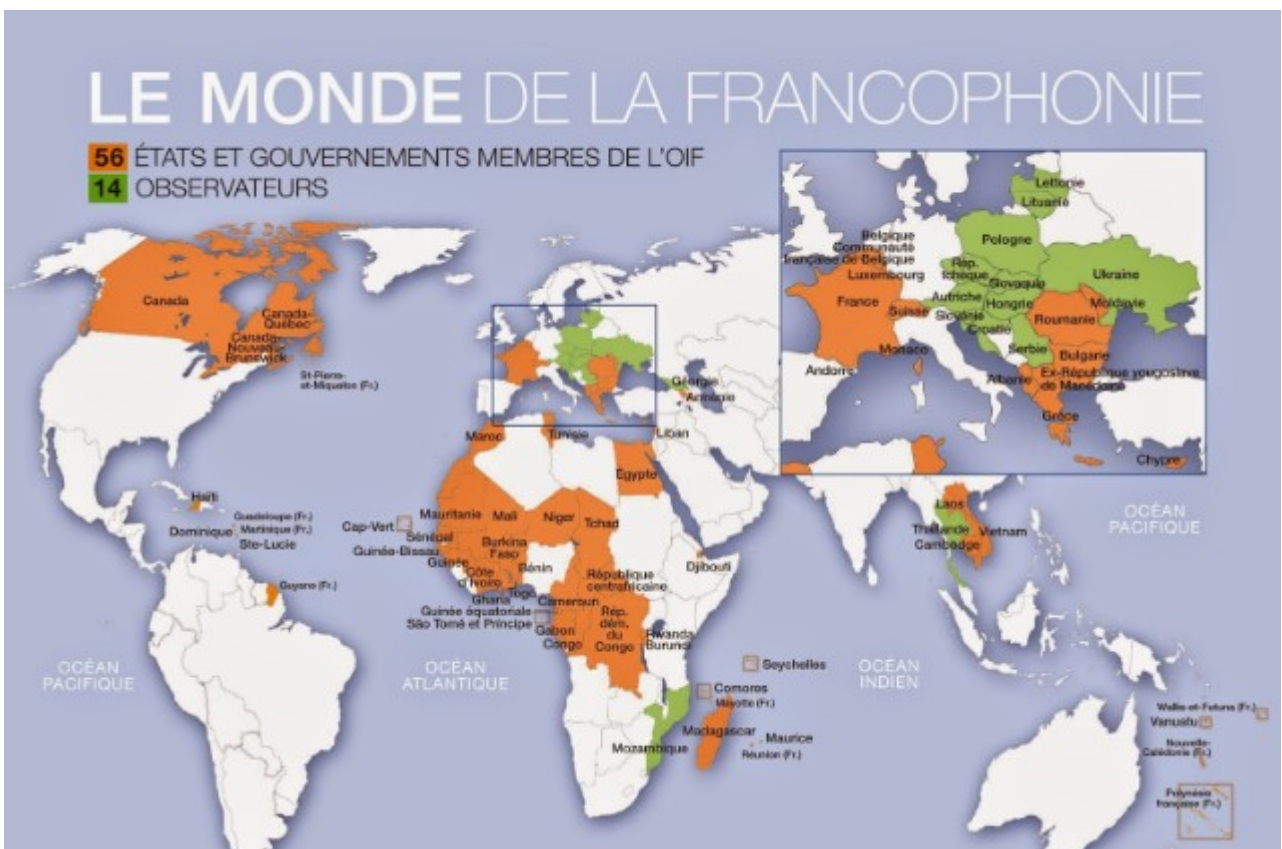 LE MONDE DE LA FRANCOPHONIE
56 ÉTATS ET GOUVERNEMENTS MEMBRES DE L'OIF
14 OBSERVATEURS
Canada
Canada-
Québec
Canada-
Nouveau-
Brunswick
St-Pierre-
et-Miquelon (Fr.)
Haïti
Guadeloupe (Fr.)
Dominique
Martinique (Fr.)
Ste-Lucie
Guyane (Fr.)
OCÉAN
PACIFIQUE
OCÉAN
ATLANTIQUE
Lettonie
Lituanie
Pologne
Belgique
Communauté
française de Belgique
Luxembourg
Rép.
tchèque
Slovaquie
Ukraine
France
Suisse
Autriche
Hongrie
Moldavie
Slovénie
Roumanie
Croatie
Serbie
Monaco
Bulgarie
Andorre
Albanie
Ex-République yougoslave
de Macédoine
Grèce
Chypre
Géorgie
Arménie
Liban
Maroc
Tunisie
Égypte
Mauritanie
Mali
Niger
Tchad
Cap-Vert
Sénégal
Guinée-Bissau
Burkina
Faso
Guinée
Côte
d'Ivoire
Bénin
Togo
Ghana
Djibouti
République
centrafricaine
Cameroun
Guinée équatoriale
São Tomé et Príncipe
Gabon
Congo
Rép.
dém.
du
Congo
Rwanda
Burundi
Seychelles
Comoros
Mayotte (Fr.)
Madagascar
Maurice
Réunion (Fr.)
Mozambique
OCÉAN
INDIEN
Laos
Thaïlande
Vietnam
Cambodge
OCÉAN
PACIFIQUE
Wallis-et-Futuna (Fr.)
Vanuatu
Nouvelle-
Calédonie (Fr.)
Polynésie
française (Fr.)